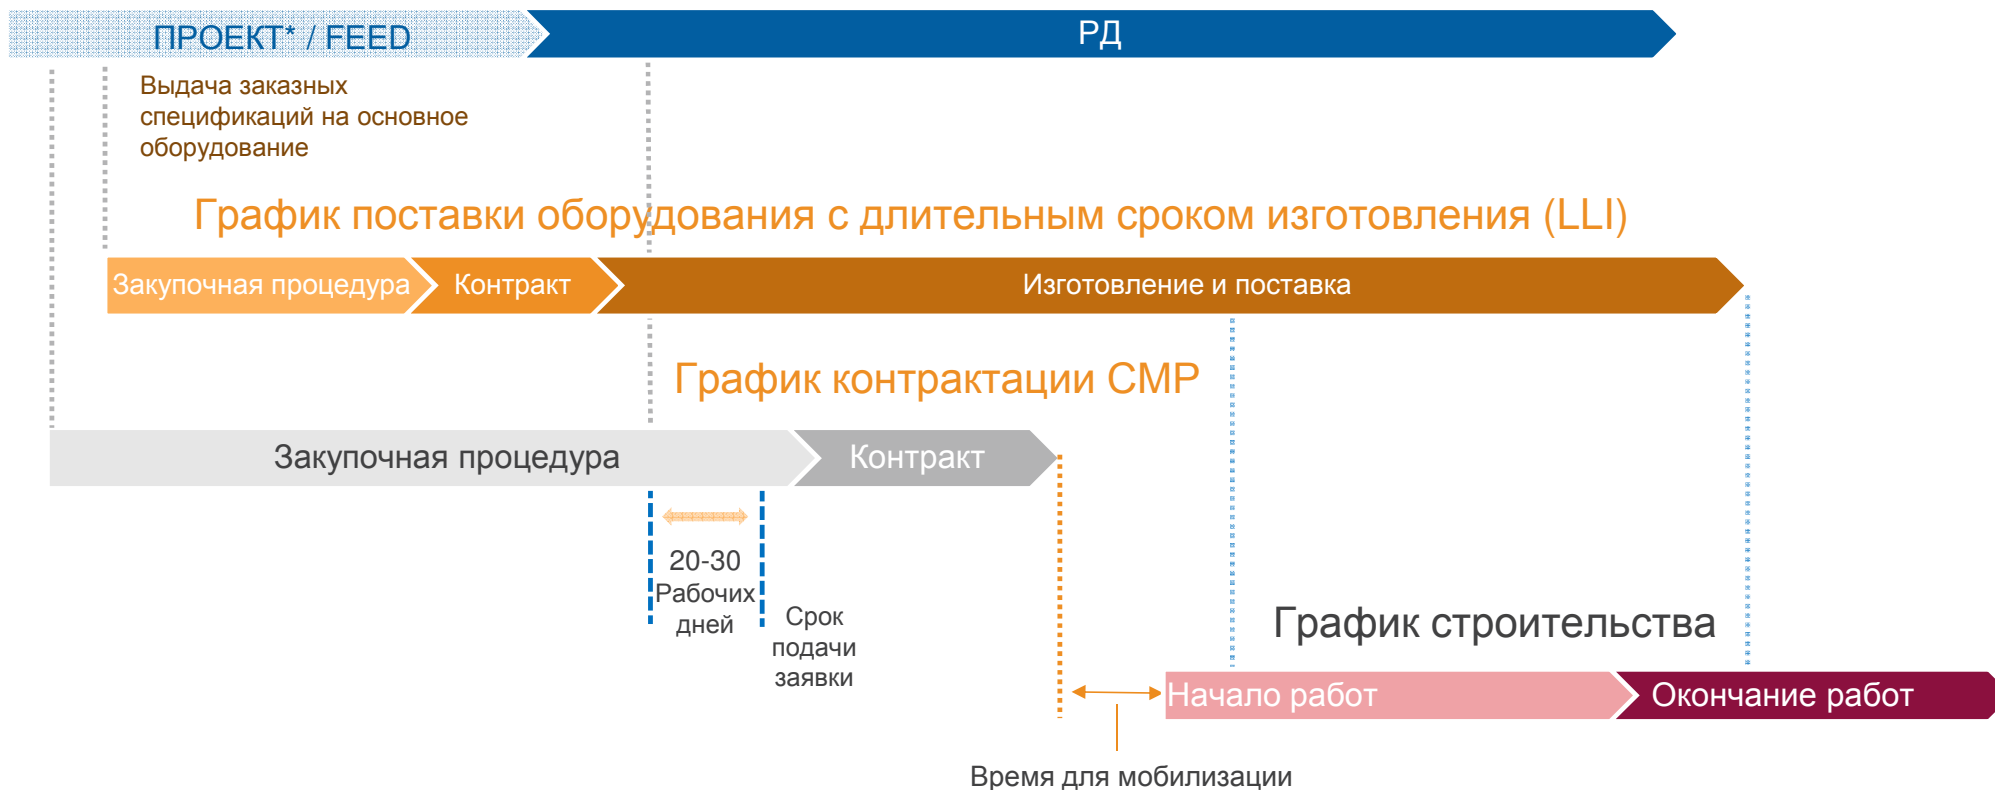 ПРОЕКТ* / FEED
РД
Выдача заказных
спецификаций на основное
оборудование
График поставки оборудования с длительным сроком изготовления (LLI)
Закупочная процедура
Контракт
Изготовление и поставка
График контрактации СМР
Закупочная процедура
Контракт
20-30
Рабочих
дней
Срок
подачи
заявки
График строительства
Начало работ
Окончание работ
Время для мобилизации